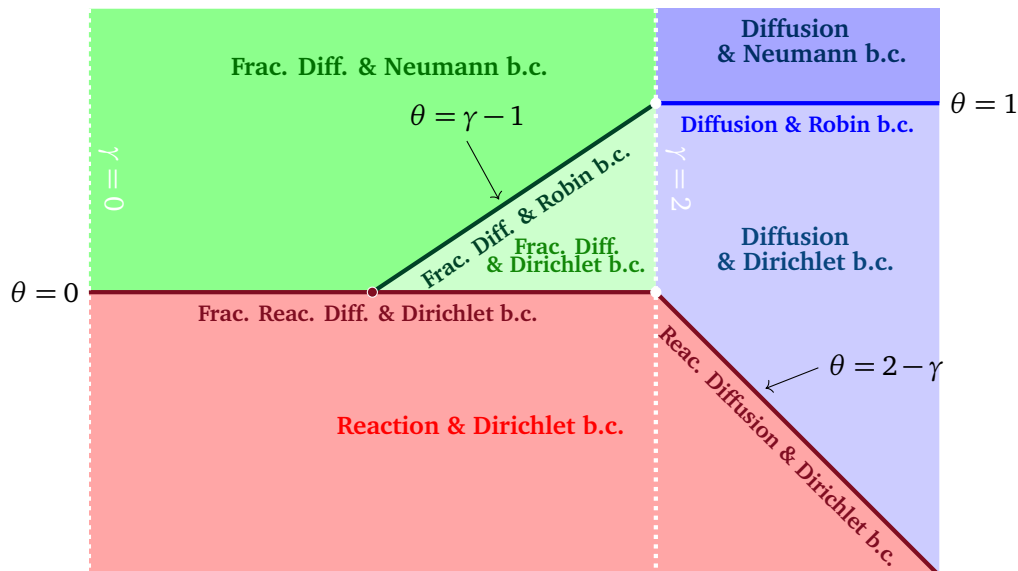 Diffusion
& Neumann b.c.
Frac. Diff. & Neumann b.c.
θ = 1
θ = γ − 1
Diffusion & Robin b.c.
γ = 0
γ = 2
Frac. Diff. & Robin b.c.
Frac. Diff.
& Dirichlet b.c.
Diffusion
& Dirichlet b.c.
θ = 0
Frac. Reac. Diff. & Dirichlet b.c.
θ = 2 − γ
Reac. Diffusion & Dirichlet b.c.
Reaction & Dirichlet b.c.